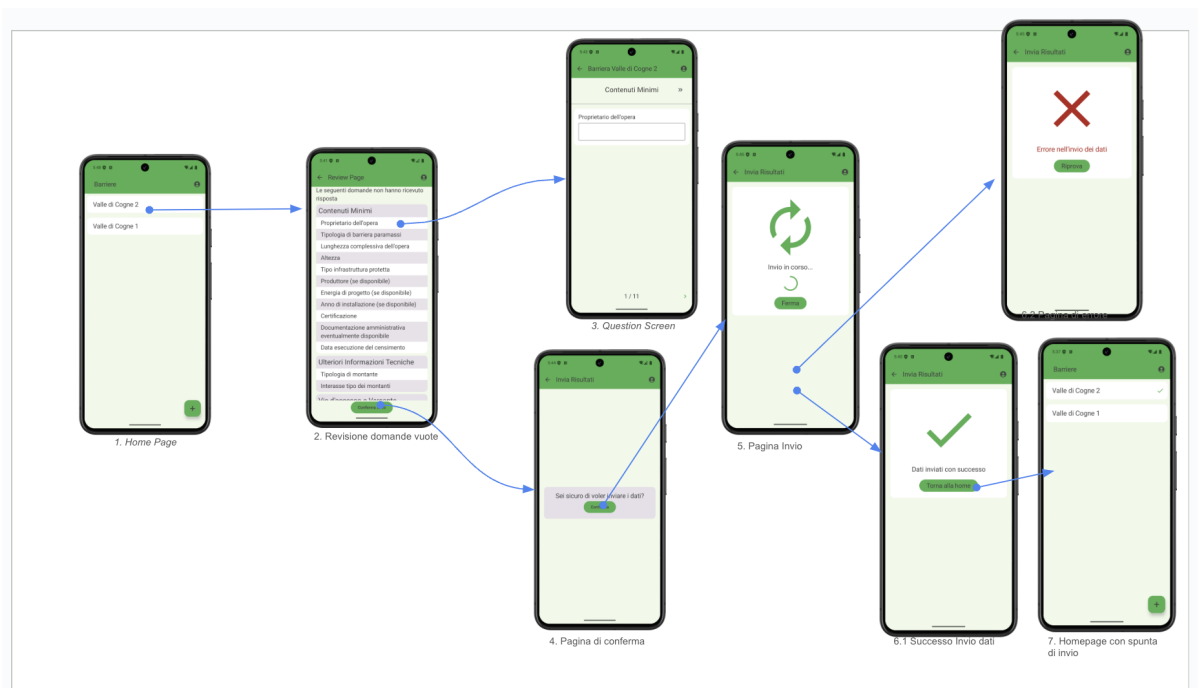 Barriere
Valle di Cogne 2
Valle di Cogne 1
+
1. Home Page
← Review Page
Le seguenti domande non hanno ricevuto
risposta
Contenuti Minimi
Proprietario dell'opera
Tipologia di barriera paramassi
Lunghezza complessiva dell'opera
Altezza
Tipo infrastruttura protetta
Produttore (se disponibile)
Energia di progetto (se disponibile)
Anno di installazione (se disponibile)
Certificazione
Documentazione amministrativa
eventualmente disponibile
Data esecuzione del censimento
Ulteriori Informazioni Tecniche
Tipologia di montante
Interasse tipo dei montanti
Conferma
2. Revisione domande vuote
← Barriera Valle di Cogne 2
Contenuti Minimi »
Proprietario dell'opera
1 / 11 >
3. Question Screen
← Invia Risultati
Sei sicuro di voler inviare i dati?
4. Pagina di conferma
← Invia Risultati
Invio in corso...
Ferma
5. Pagina Invio
← Invia Risultati
Errore nell'invio dei dati
Riprova
6.2 Pagina di errore
← Invia Risultati
Dati inviati con successo
Torna alla home
6.1 Successo Invio dati
Barriere
Valle di Cogne 2
Valle di Cogne 1
+
7. Homepage con spunta
di invio